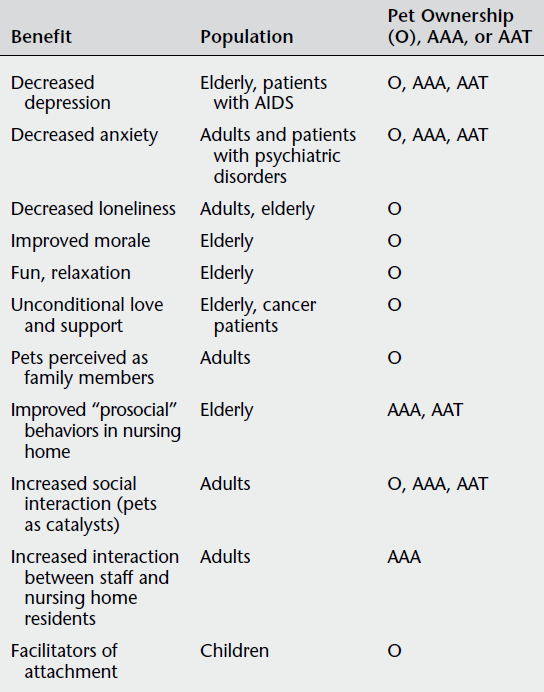 Benefit Population Pet Ownership
(O), AAA, or AAT
Decreased Elderly, patients O, AAA, AAT
depression with AIDS
Decreased anxiety Adults and patients O, AAA, AAT
with psychiatric
disorders
Decreased loneliness Adults, elderly O
Improved morale Elderly O
Fun, relaxation Elderly O
Unconditional love Elderly, cancer O
and support patients
Pets perceived as Adults O
family members
Improved “prosocial” Elderly AAA, AAT
behaviors in nursing
home
Increased social Adults O, AAA, AAT
interaction (pets
as catalysts)
Increased interaction Adults AAA
between staff and
nursing home
residents
Facilitators of Children O
attachment